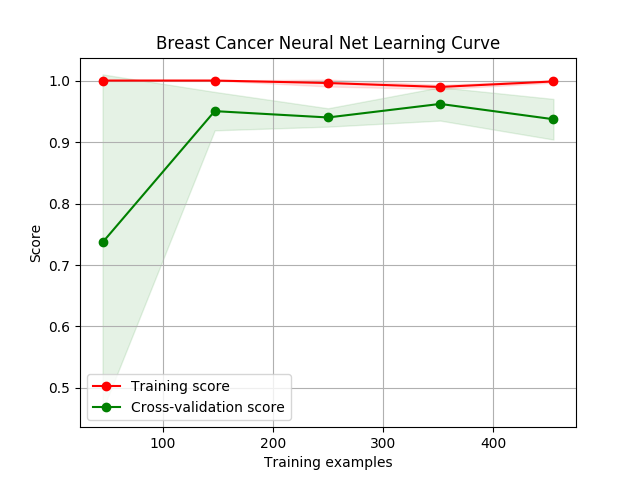 Breast Cancer Neural Net Learning Curve
1.0
0.9
0.8
0.7
0.6
0.5
Score
Training score
Cross-validation score
100 200 300 400
Training examples